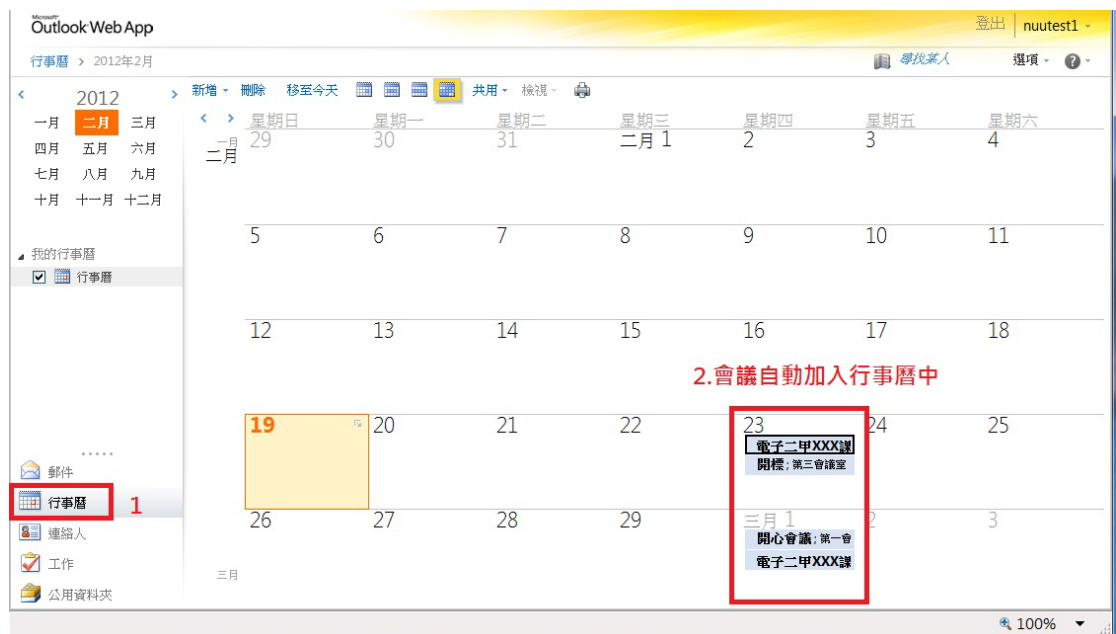 Microsoft®
Outlook Web App
登出 nuutest1
行事曆 > 2012年2月
尋找某人 選項
2012
一月 二月 三月
四月 五月 六月
七月 八月 九月
十月 十一月 十二月
我的行事曆
行事曆
郵件
行事曆 1
連絡人
工作
公用資料夾
新增 刪除 移至今天 共用 檢視
星期日 星期一 星期二 星期三 星期四 星期五 星期六
一月
二月
29 30 31 二月 1 2 3 4
5 6 7 8 9 10 11
12 13 14 15 16 17 18
2.會議自動加入行事曆中
19 20 21 22 23 24 25
電子二甲XXX課
開標; 第三會議室
26 27 28 29 三月 1 2 3
開心會議; 第一會
電子二甲XXX課
三月
100%